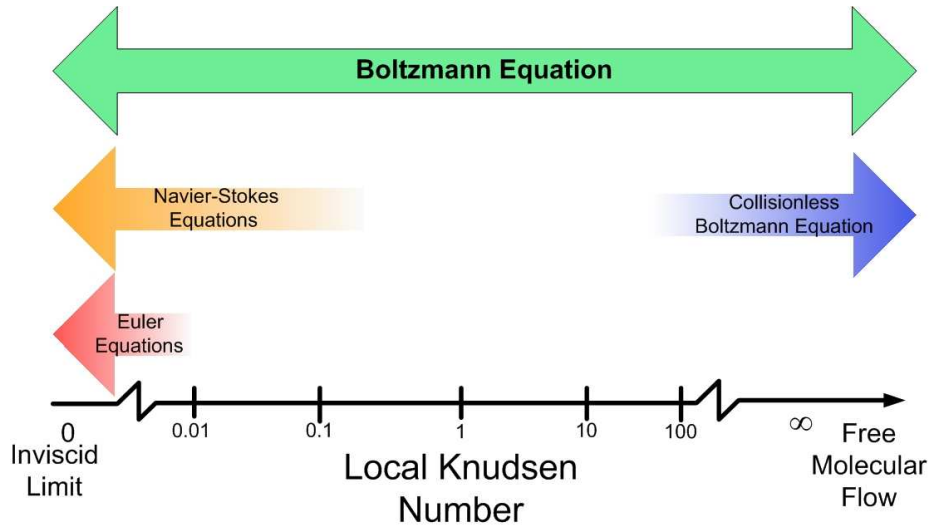 Boltzmann Equation
Navier-Stokes
Equations
Collisionless
Boltzmann Equation
Euler
Equations
0
0.01
0.1
1
10
100
∞
Inviscid
Limit
Local Knudsen
Number
Free
Molecular
Flow